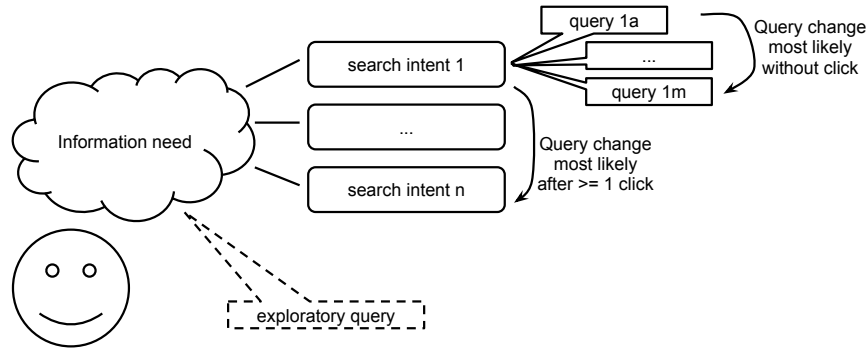 query 1a
Query change
most likely
without click
search intent 1
...
query 1m
Information need
...
Query change
most likely
after >= 1 click
search intent n
exploratory query